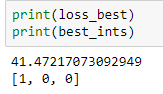 print(loss_best)
print(best_ints)
41.47217073092949
[1, 0, 0]